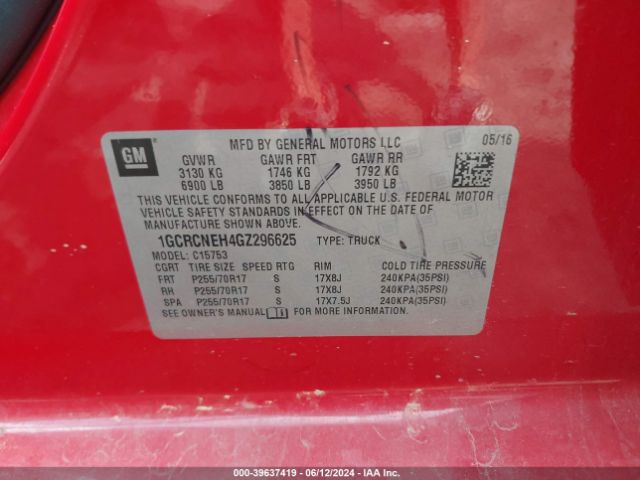 GM
MFD BY GENERAL MOTORS LLC 05/16
GVWR GAWR FRT GAWR RR
3130 KG 1746 KG 1792 KG
6900 LB 3850 LB 3950 LB
THIS VEHICLE CONFORMS TO ALL APPLICABLE U.S. FEDERAL MOTOR
VEHICLE SAFETY STANDARDS IN EFFECT ON THE DATE OF
MANUFACTURE SHOWN ABOVE.
1GCRCNEH4GZ296625 TYPE: TRUCK
MODEL: C15753
CGRT TIRE SIZE SPEED RTG RIM COLD TIRE PRESSURE
FRT P255/70R17 S 17X8J 240KPA(35PSI)
RH P255/70R17 S 17X8J 240KPA(35PSI)
SPA P255/70R17 S 17X7.5J 240KPA(35PSI)
SEE OWNER'S MANUAL FOR MORE INFORMATION.
000-39637419 - 06/12/2024 - IAA Inc.